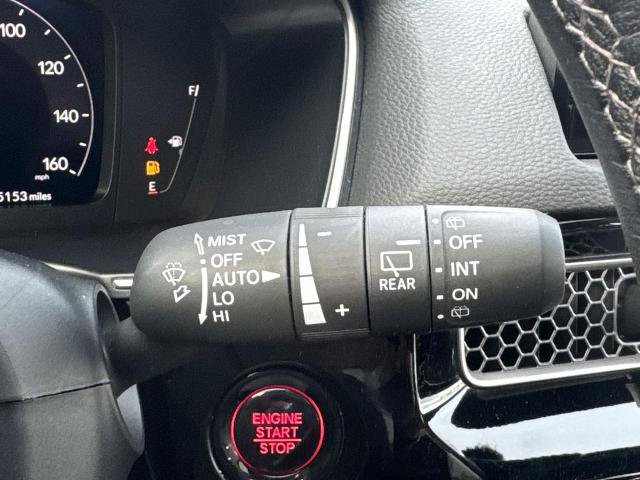 100
120
140
160
mph
5153 miles
F
E
MIST
OFF
AUTO
LO
HI
-
+
REAR
OFF
INT
ON
ENGINE
START
STOP